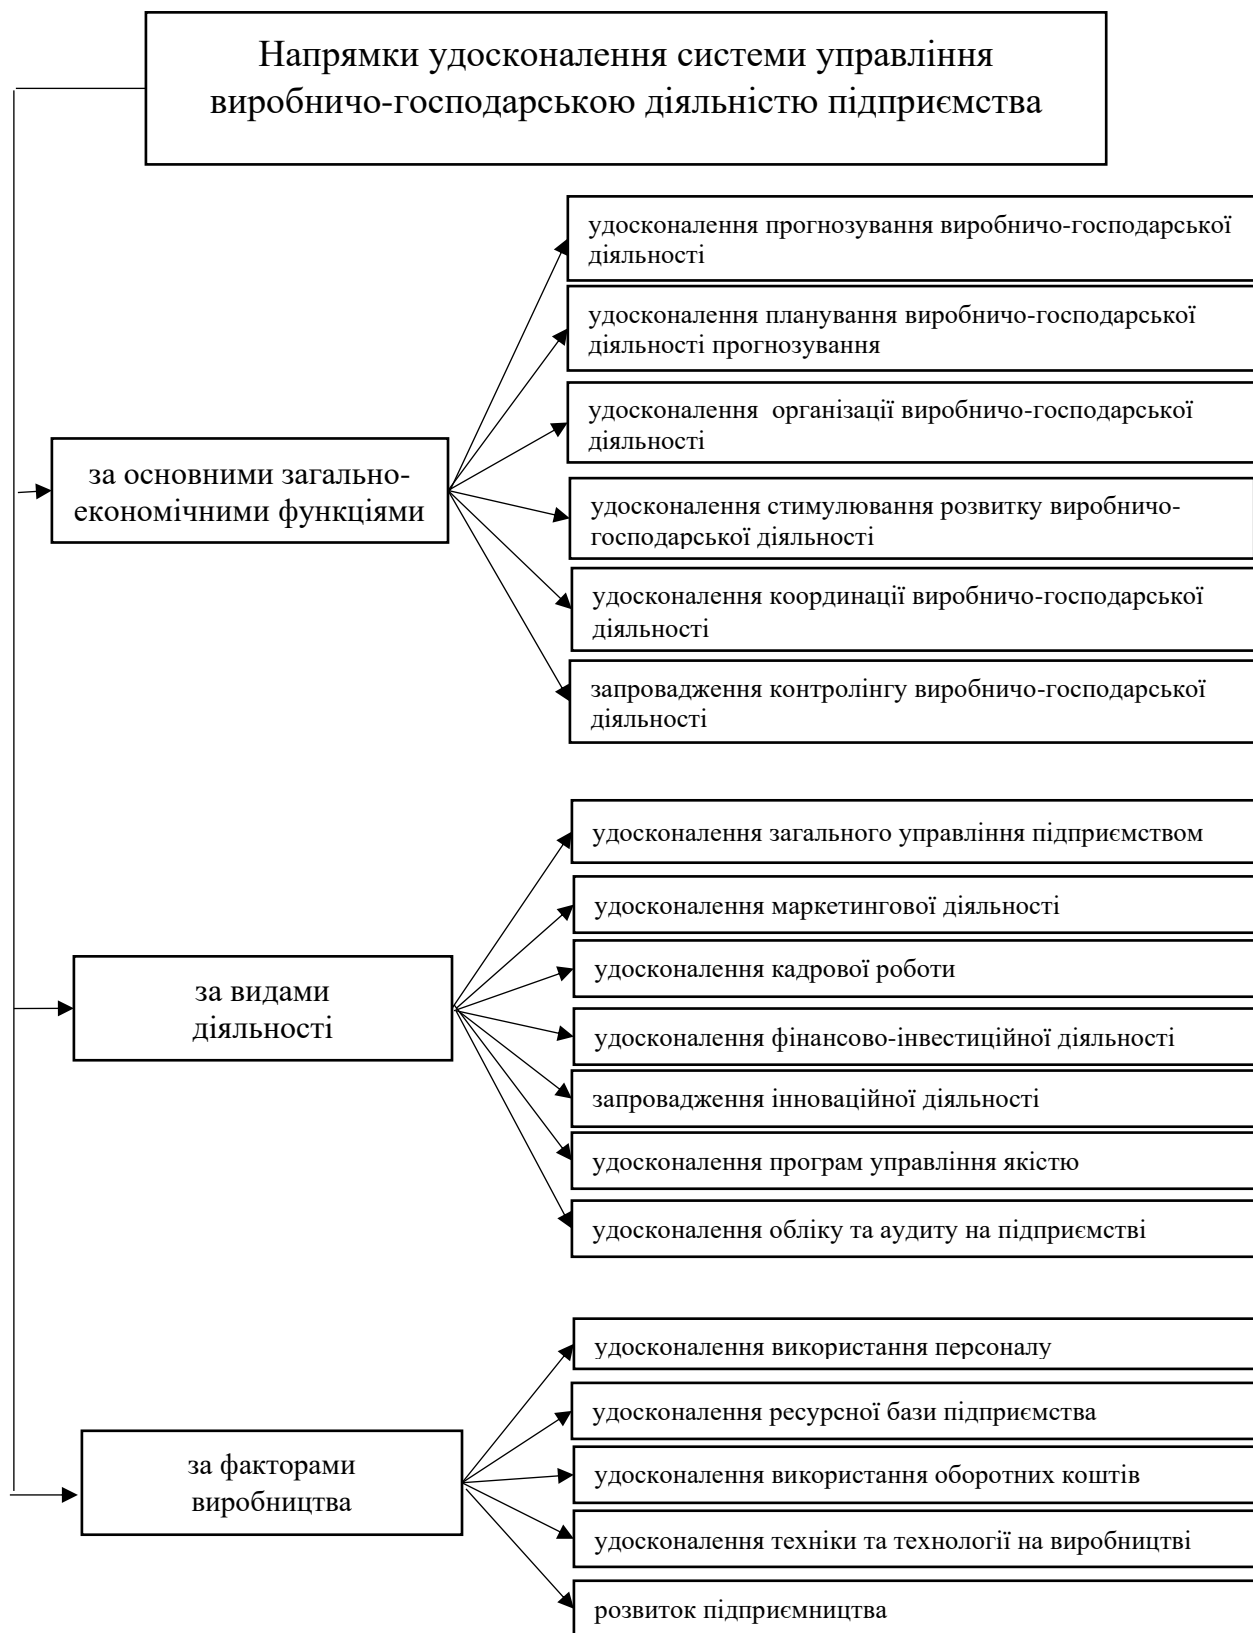 Напрямки удосконалення системи управління
виробничо-господарською діяльністю підприємства
удосконалення прогнозування виробничо-господарської
діяльності
удосконалення планування виробничо-господарської
діяльності прогнозування
удосконалення організації виробничо-господарської
діяльності
за основними загально-
економічними функціями
удосконалення стимулювання розвитку виробничо-
господарської діяльності
удосконалення координації виробничо-господарської
діяльності
запровадження контролінгу виробничо-господарської
діяльності
удосконалення загального управління підприємством
удосконалення маркетингової діяльності
удосконалення кадрової роботи
за видами
діяльності
удосконалення фінансово-інвестиційної діяльності
запровадження інноваційної діяльності
удосконалення програм управління якістю
удосконалення обліку та аудиту на підприємстві
удосконалення використання персоналу
удосконалення ресурсної бази підприємства
за факторами
виробництва
удосконалення використання оборотних коштів
удосконалення техніки та технології на виробництві
розвиток підприємництва